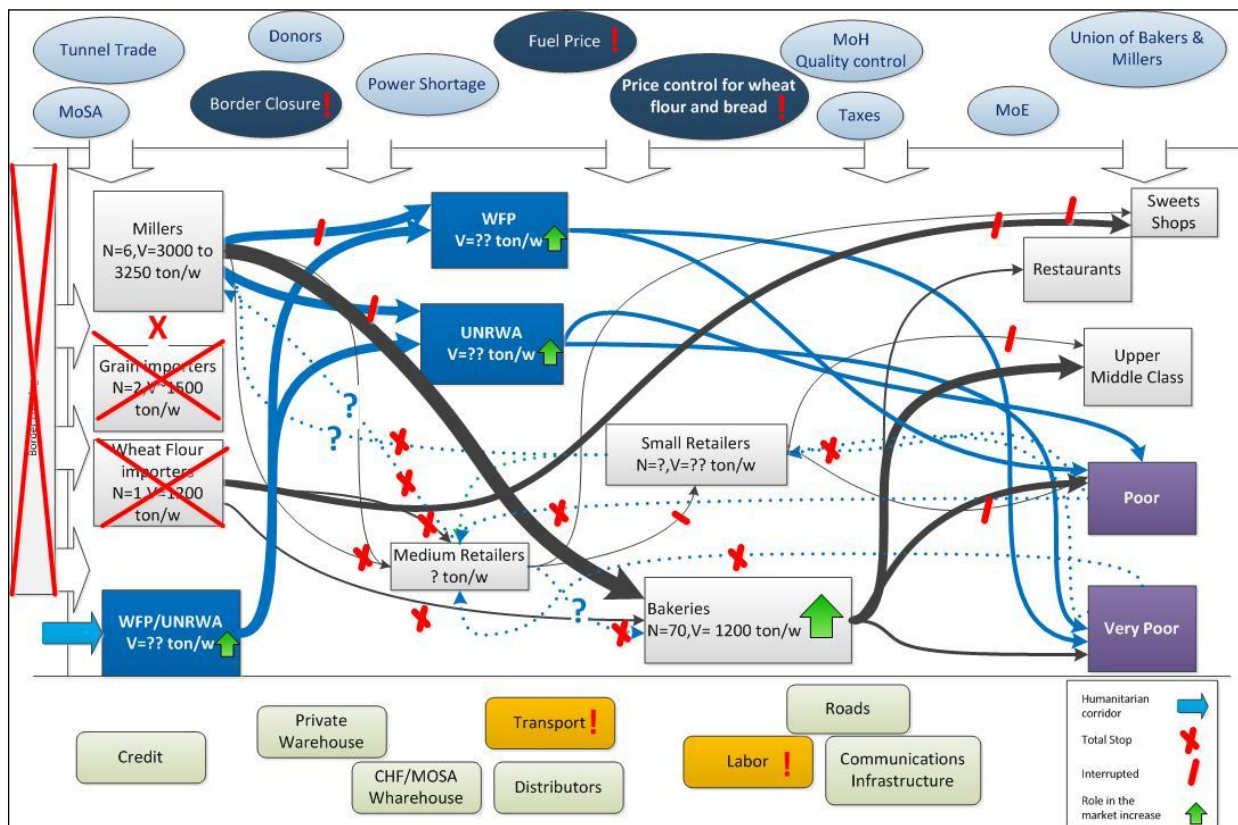 Tunnel Trade
Donors
Fuel Price !
MoH
Quality control
Union of Bakers &
Millers
MoSA
Border Closure !
Power Shortage
Price control for wheat
flour and bread !
Taxes
MoE
Millers
N=6,V=3000 to
3250 ton/w
WFP
V=?? ton/w
Sweets
Shops
Restaurants
UNRWA
V=?? ton/w
X
Grain importers
N=2,V~1500
ton/w
Upper
Middle Class
?
?
Wheat Flour
importers
N=1,V=1200
ton/w
Small Retailers
N=?,V=?? ton/w
Poor
Medium Retailers
? ton/w
?
WFP/UNRWA
V=?? ton/w
Bakeries
N=70,V= 1200 ton/w
Very Poor
Border
Credit
Private
Warehouse
CHF/MOSA
Wharehouse
Transport !
Distributors
Labor !
Roads
Communications
Infrastructure
Humanitarian
corridor
Total Stop
Interrupted
Role in the
market increase